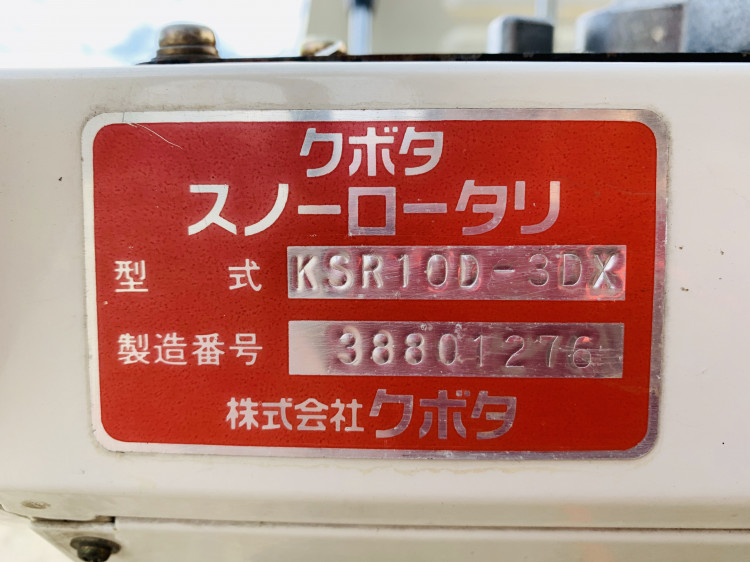 クボタ
スノーロータリ
型 式 KSR10D-3DX
製造番号 38801276
株式会社クボタ